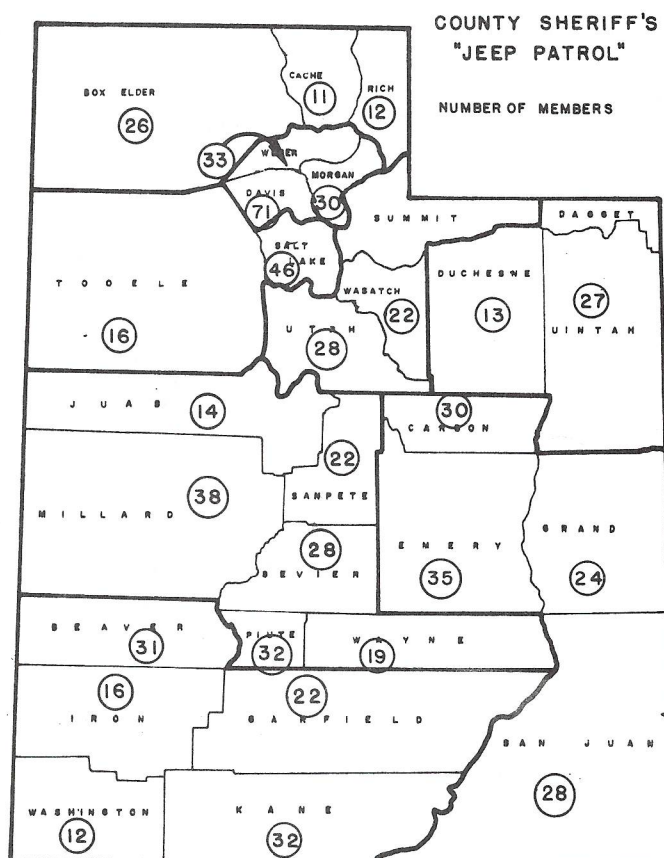 COUNTY SHERIFF'S
"JEEP PATROL"
NUMBER OF MEMBERS
CACHE
11
RICH
12
BOX ELDER
26
33
WEBER
MORGAN
30
DAVIS
71
SUMMIT
DAGGET
SALT
LAKE
46
TOOELE
16
WASATCH
22
DUCHESNE
13
27
UINTAH
UTAH
28
JUAB
14
30
CARBON
22
SANPETE
38
MILLARD
28
SEVIER
EMERY
35
GRAND
24
BEAVER
31
PIUTE
32
WAYNE
19
16
IRON
22
GARFIELD
SAN JUAN
28
WASHINGTON
12
KANE
32